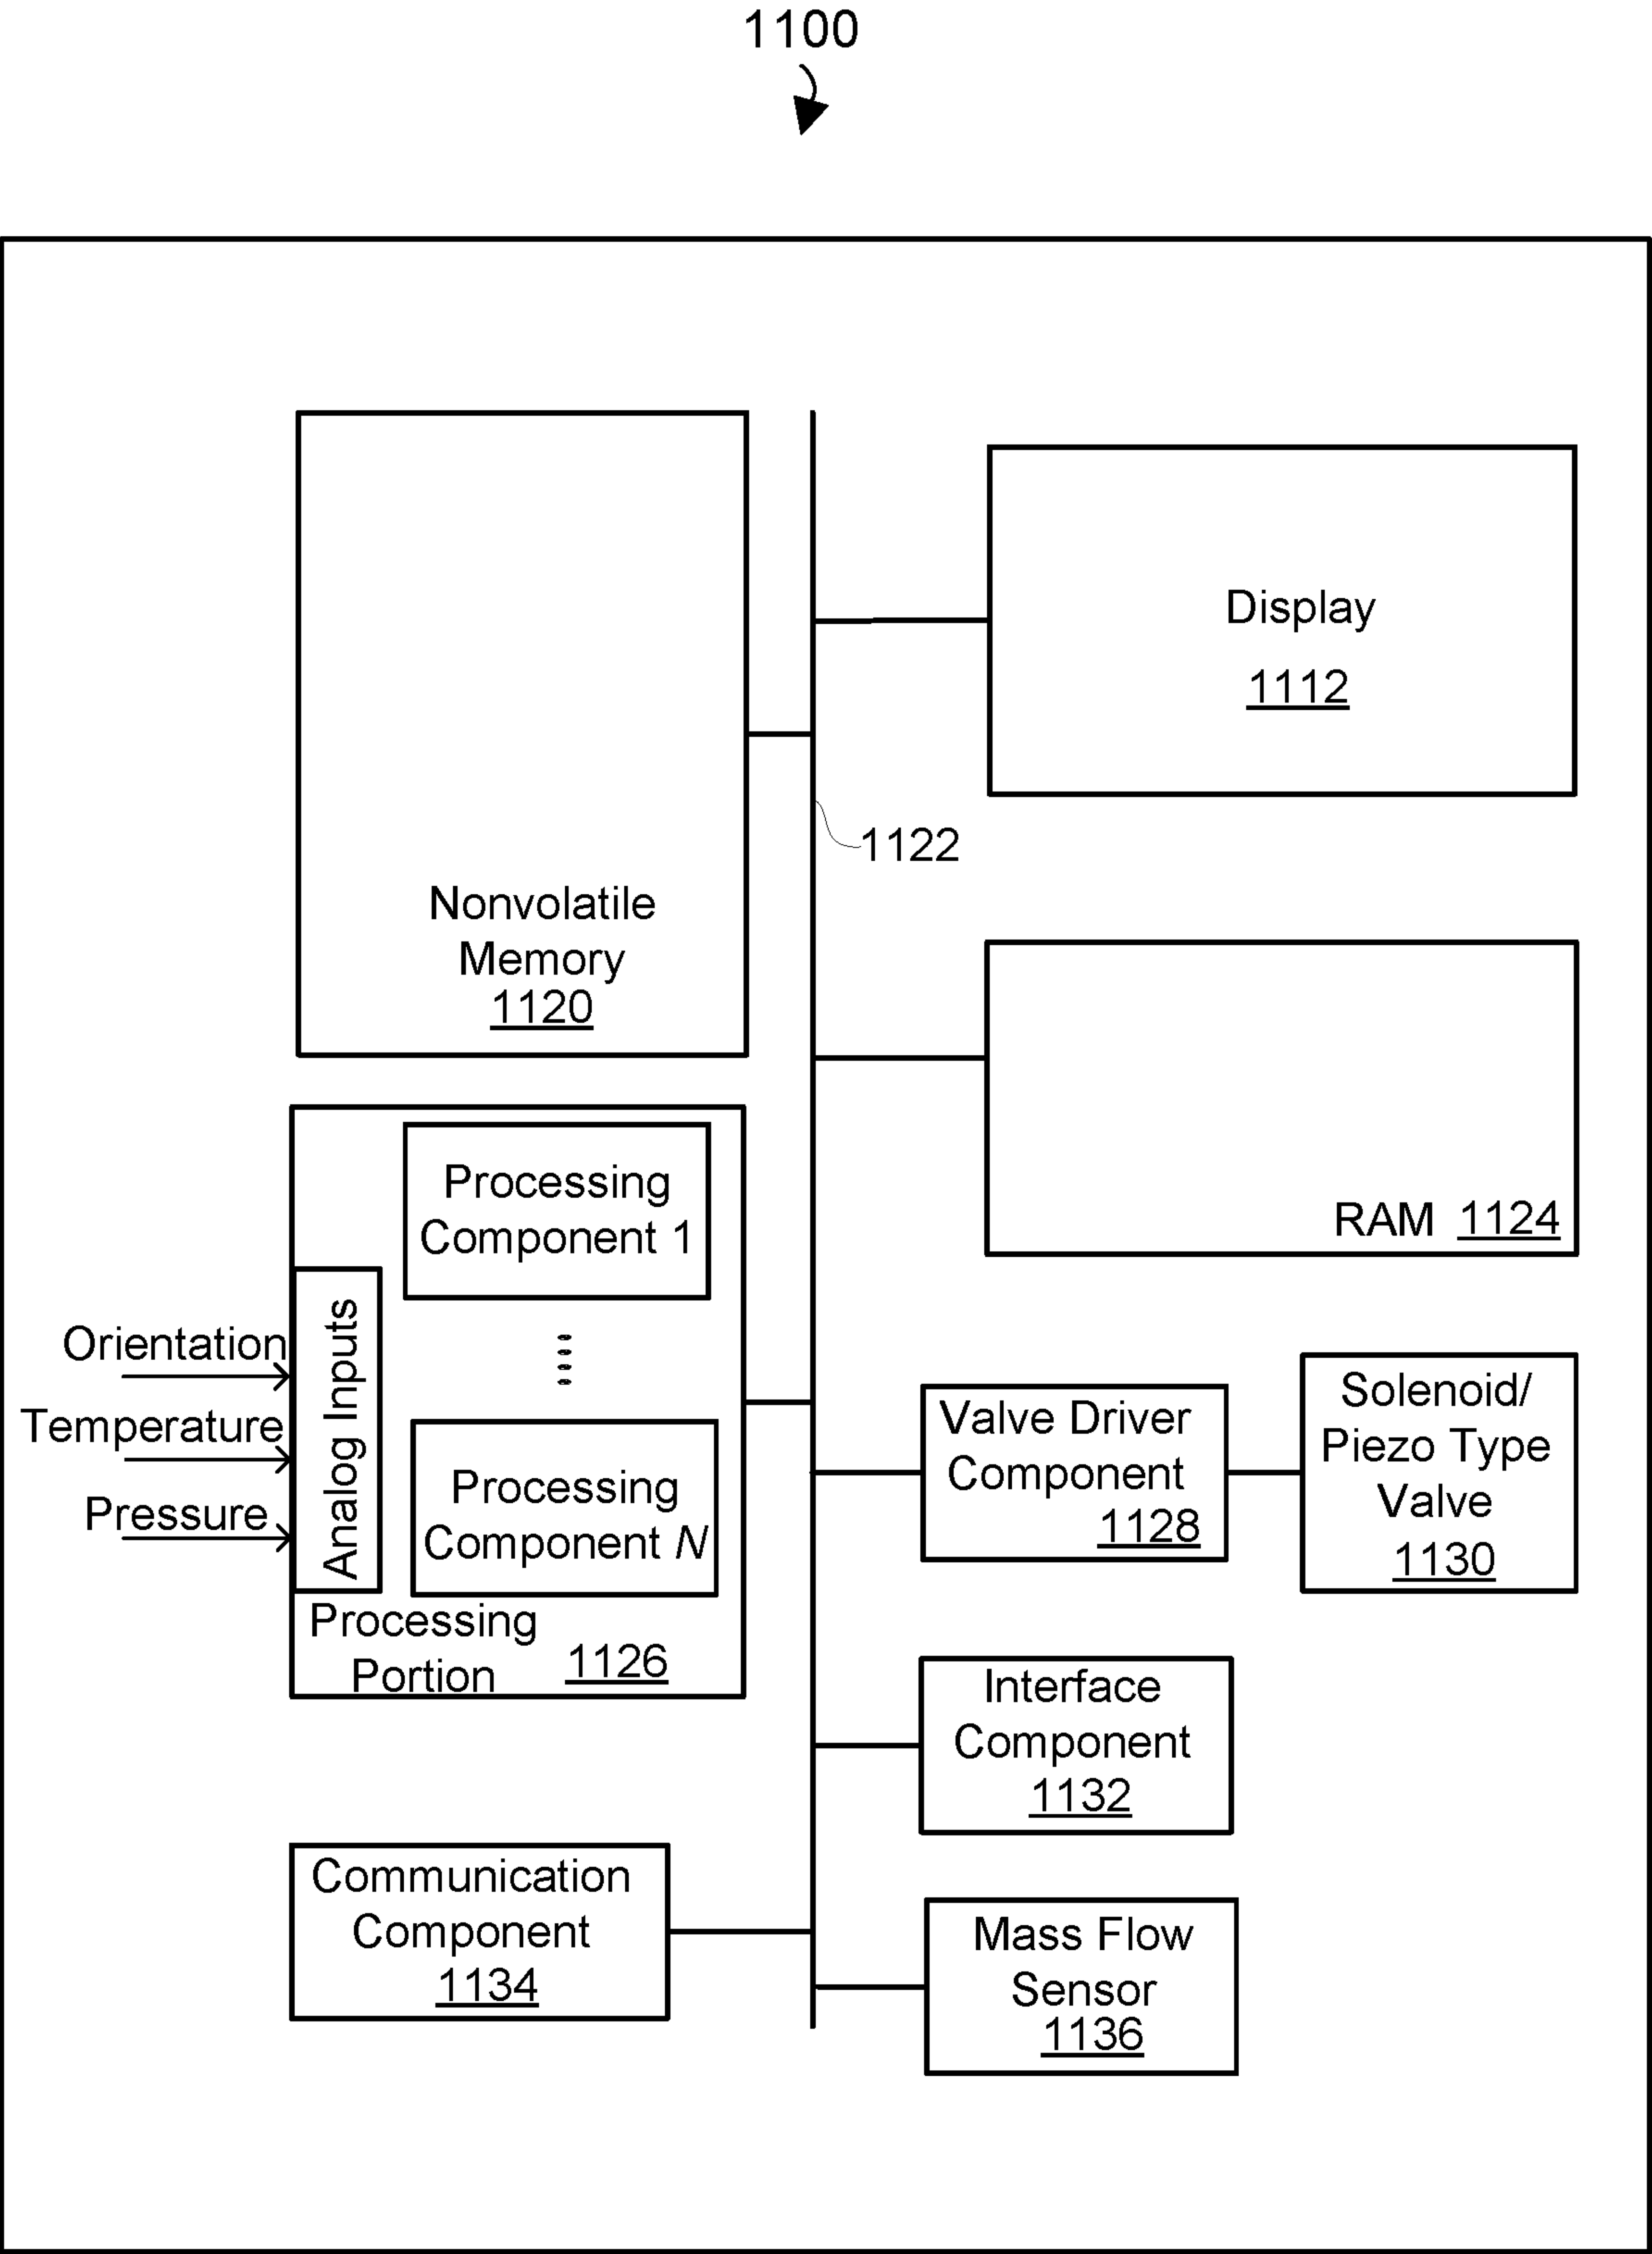 1100
Display
1112
1122
Nonvolatile
Memory
1120
RAM 1124
Processing
Component 1
Analog Inputs
Orientation
Temperature
Pressure
Processing
Component N
Processing
Portion
1126
Valve Driver
Component
1128
Solenoid/
Piezo Type
Valve
1130
Interface
Component
1132
Communication
Component
1134
Mass Flow
Sensor
1136